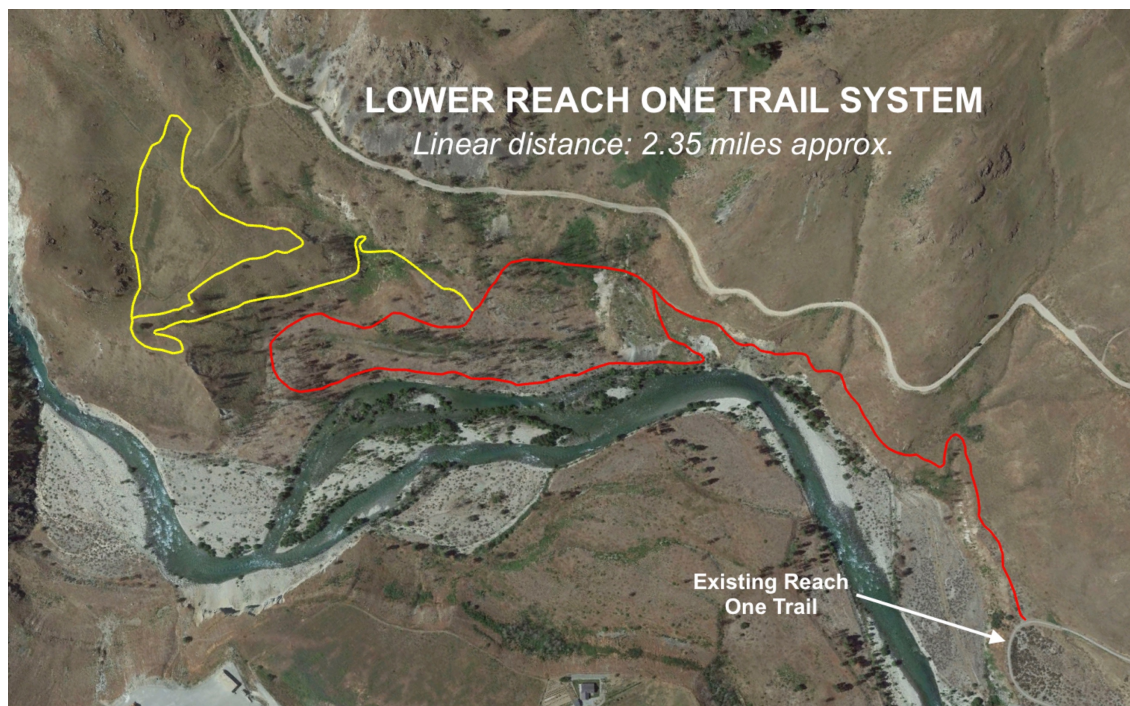 LOWER REACH ONE TRAIL SYSTEM
Linear distance: 2.35 miles approx.
Existing Reach
One Trail